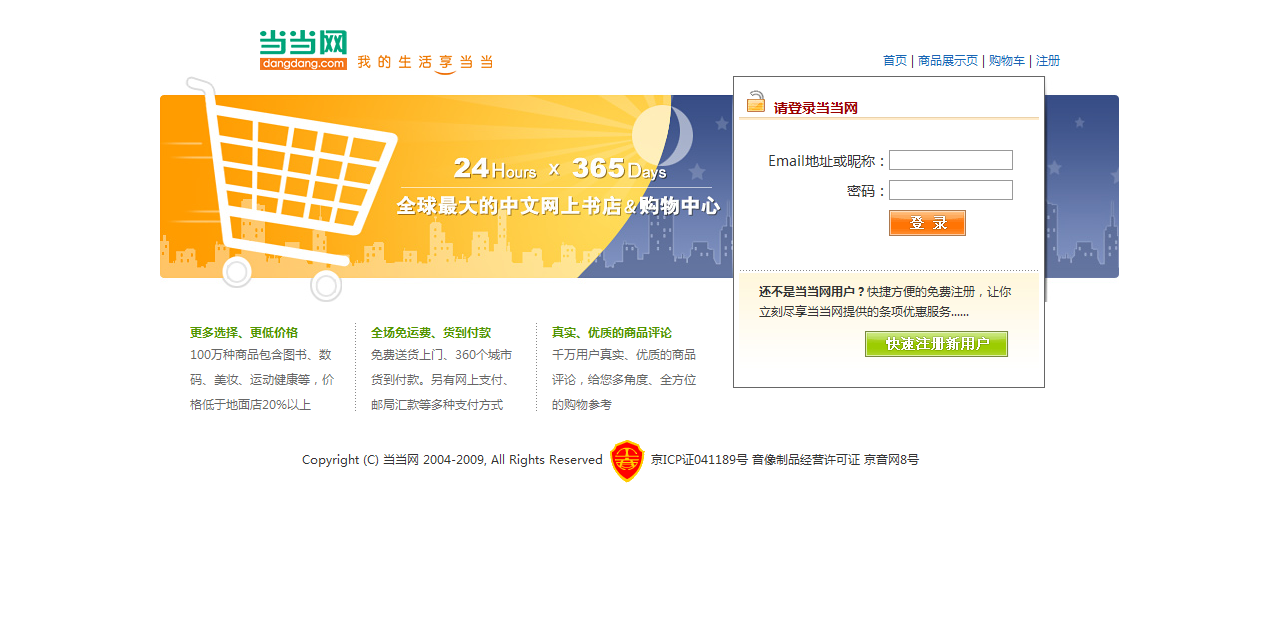 当当网
dangdang.com 我的生活享当当
首页 | 商品展示页 | 购物车 | 注册
请登录当当网
24Hours x 365Days
全球最大的中文网上书店&购物中心
Email地址或昵称：
密码：
登 录
还不是当当网用户？快捷方便的免费注册，让你
立刻尽享当当网提供的条项优惠服务......
快速注册新用户
更多选择、更低价格
100万种商品包含图书、数
码、美妆、运动健康等，价
格低于地面店20%以上
全场免运费、货到付款
免费送货上门、360个城市
货到付款。另有网上支付、
邮局汇款等多种支付方式
真实、优质的商品评论
千万用户真实、优质的商品
评论，给您多角度、全方位
的购物参考
Copyright (C) 当当网 2004-2009, All Rights Reserved 京ICP证041189号 音像制品经营许可证 京音网8号